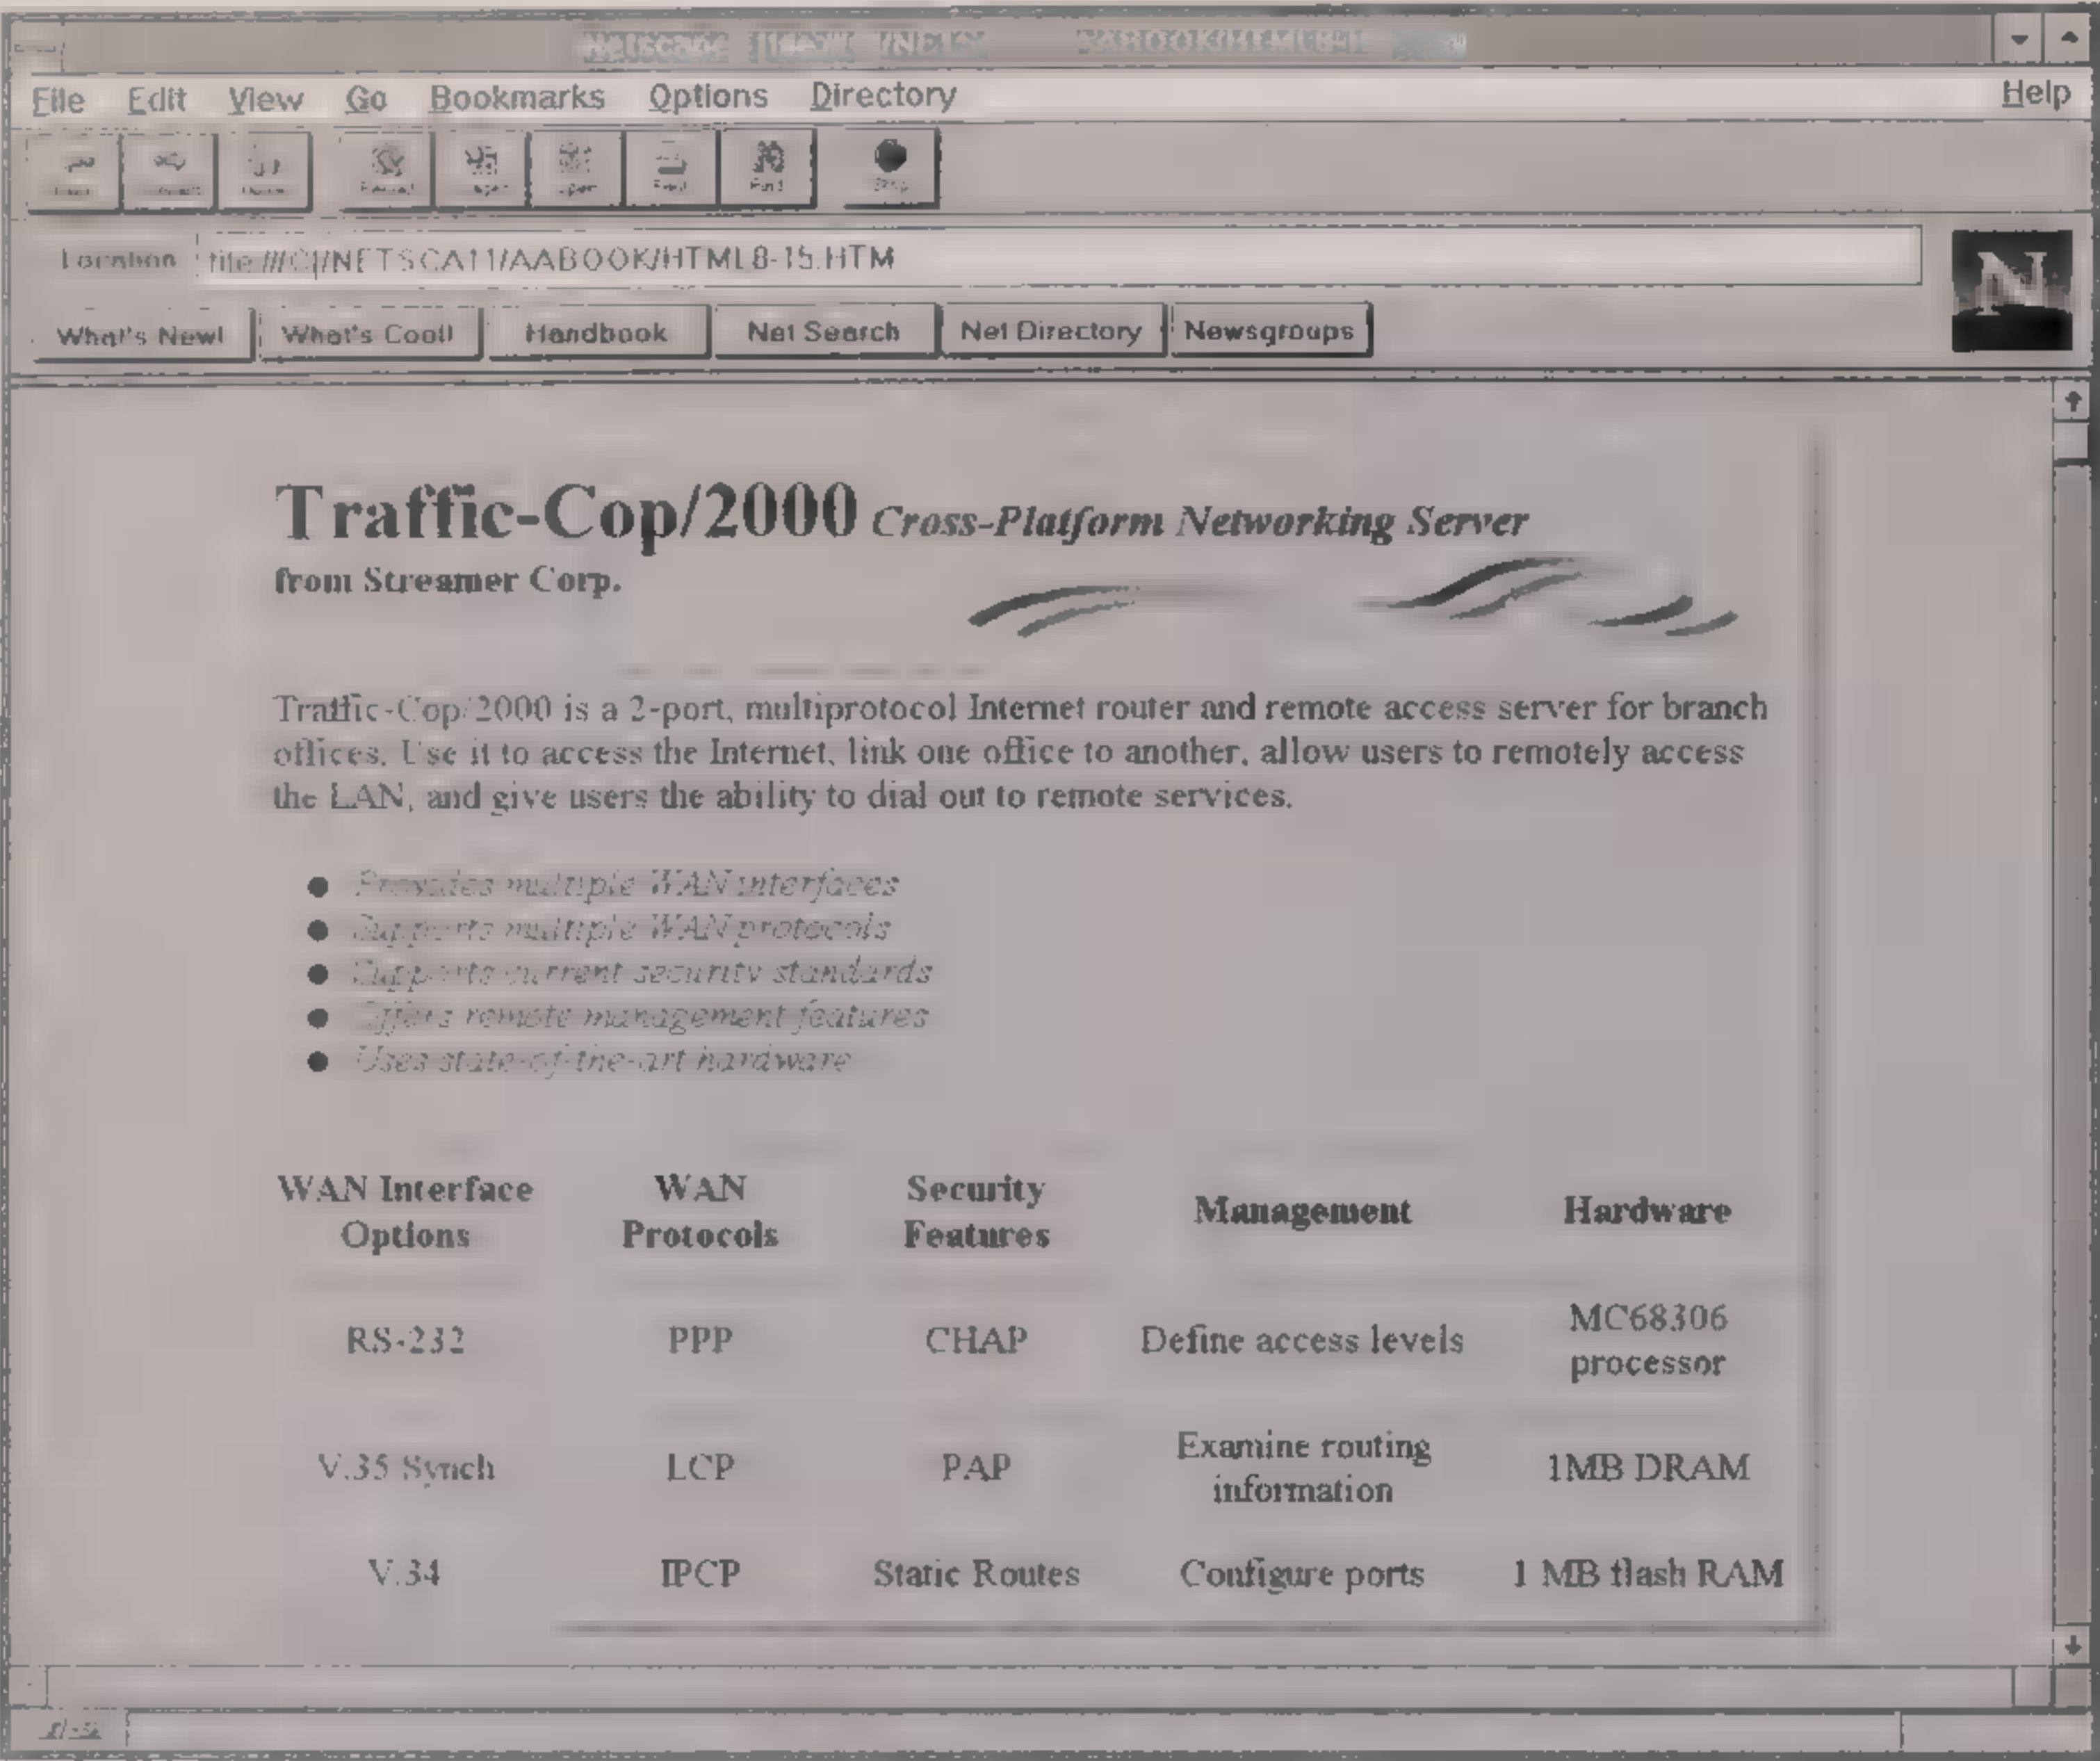 File Edit View Go Bookmarks Options Directory Help
Find
Location file:///C|/NETSCA11/AABOOK/HTML8-15.HTM
N
What's New! What's Cool! Handbook Net Search Net Directory Newsgroups
Traffic-Cop/2000 Cross-Platform Networking Server
from Streamer Corp.
Traffic-Cop/2000 is a 2-port, multiprotocol Internet router and remote access server for branch
offices. Use it to access the Internet, link one office to another, allow users to remotely access
the LAN, and give users the ability to dial out to remote services.
● Provides multiple WAN interfaces
● Supports multiple WAN protocols
● Supports current security standards
● Offers remote management features
● Uses state-of-the-art hardware
WAN Interface Options WAN Protocols Security Features Management Hardware
RS-232 PPP CHAP Define access levels MC68306 processor
V.35 Synch LCP PAP Examine routing information 1MB DRAM
V.34 IPCP Static Routes Configure ports 1 MB flash RAM